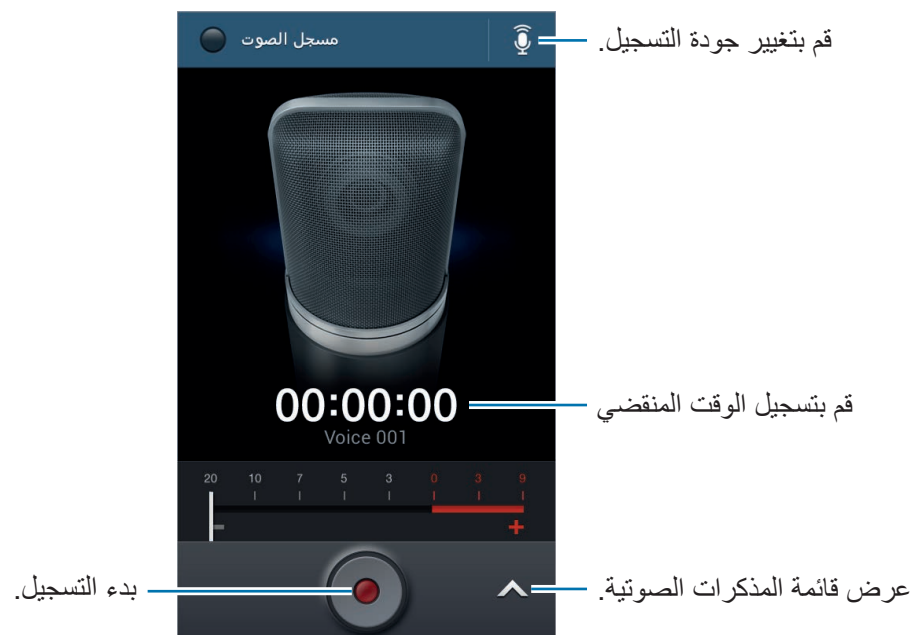 مسجل الصوت
قم بتغيير جودة التسجيل.
00:00:00
قم بتسجيل الوقت المنقضي
Voice 001
20 10 7 5 3 0 3 9
- +
عرض قائمة المذكرات الصوتية.
بدء التسجيل.